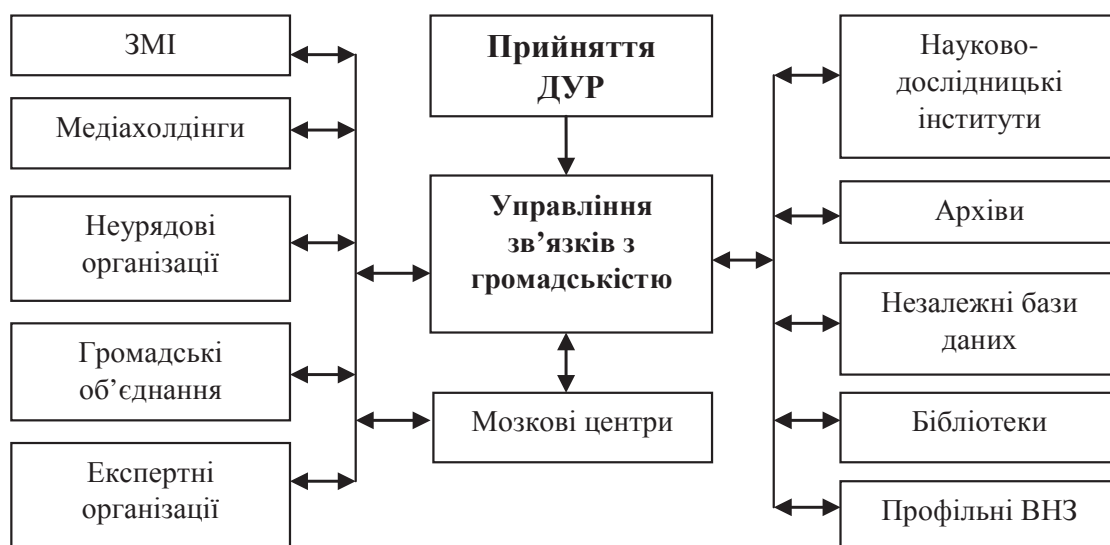 ЗМІ
Медіахолдінги
Неурядові
організації
Громадські
об’єднання
Експертні
організації
Прийняття
ДУР
Управління
зв’язків з
громадськістю
Мозкові центри
Науково-
дослідницькі
інститути
Архіви
Незалежні бази
даних
Бібліотеки
Профільні ВНЗ